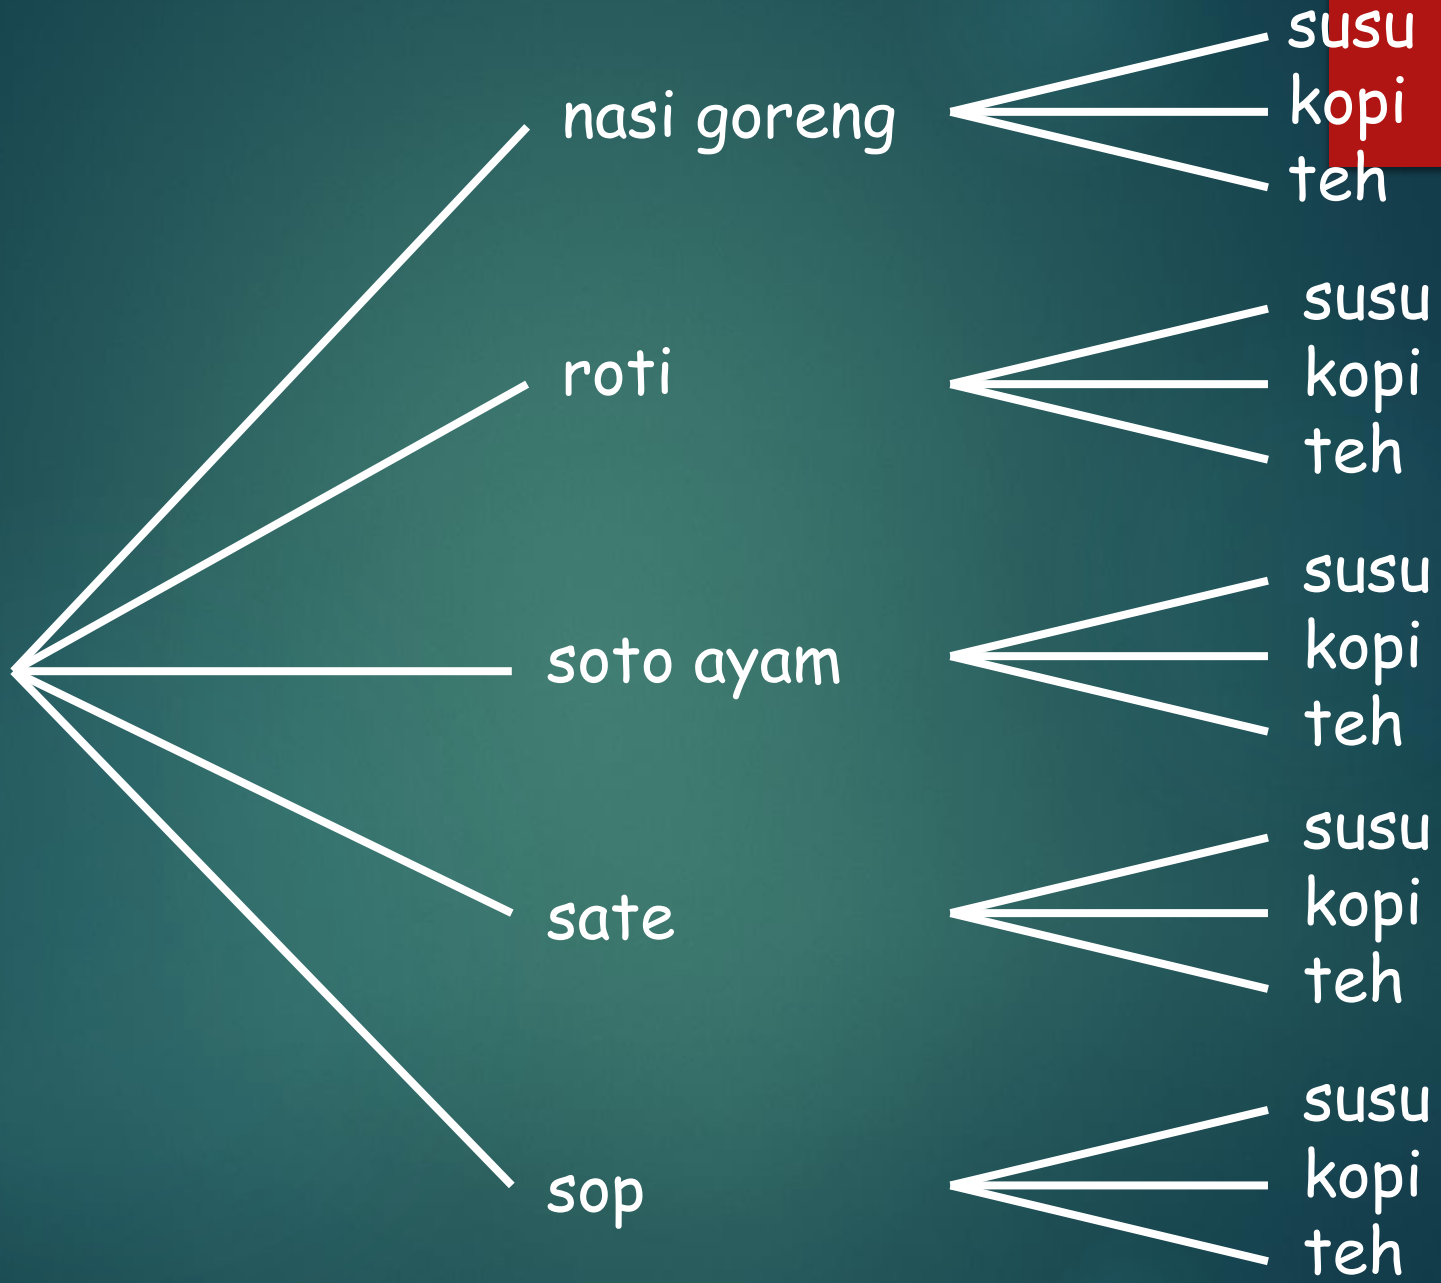 susu
nasi goreng
kopi
teh
susu
roti
kopi
teh
susu
soto ayam
kopi
teh
susu
sate
kopi
teh
susu
sop
kopi
teh